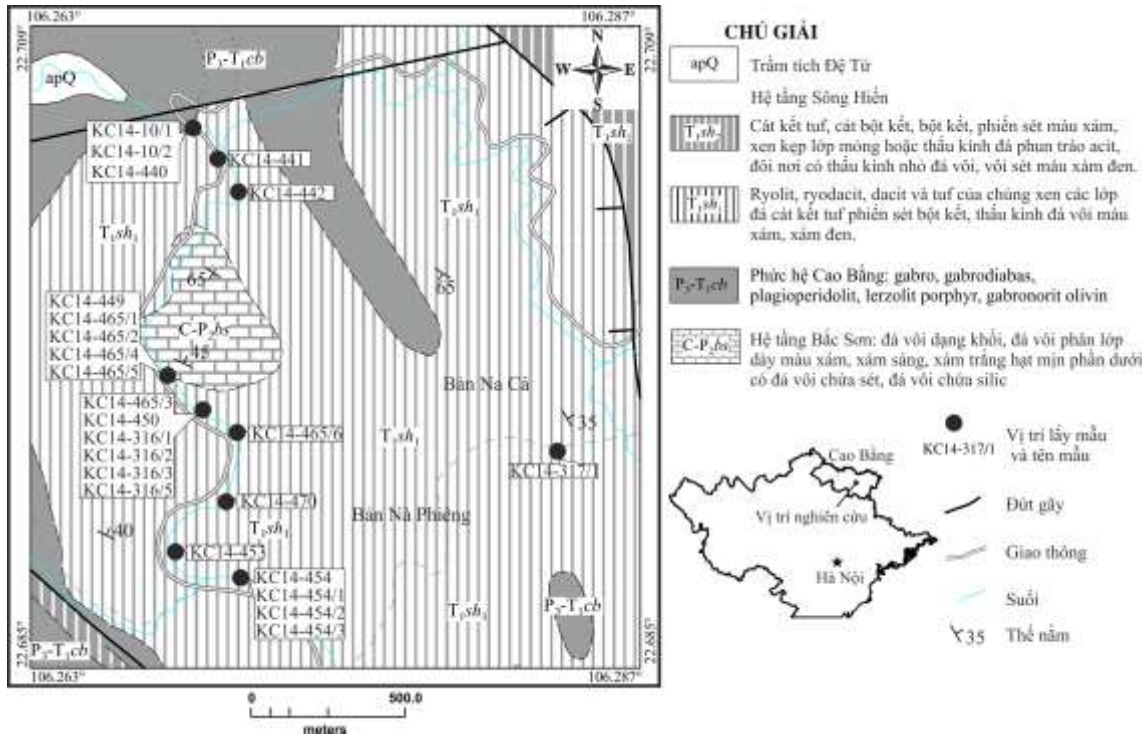 106.263°
106.287°
22.709°
22.709°
P₃-T₁cb
apQ
N
W E
S
T₁sh₂
KC14-10/1
KC14-10/2
KC14-440
KC14-441
KC14-442
T₁sh₁
T₁sh₁
65
65
KC14-449
KC14-465/1
KC14-465/2
KC14-465/4
KC14-465/5
C-P₂bs
45
Bản Nà Cà
KC14-465/3
KC14-450
KC14-316/1
KC14-316/2
KC14-316/3
KC14-316/5
KC14-465/6
T₁sh₁
35
KC14-317/1
KC14-470
Bản Nà Phiêng
40
T₁sh₁
KC14-453
KC14-454
KC14-454/1
KC14-454/2
KC14-454/3
T₁sh₁
P₃-T₁cb
P₃-T₁cb
22.685°
22.685°
106.263°
106.287°
0 500.0
meters
CHÚ GIẢI
apQ Trầm tích Đệ Tứ
Hệ tầng Sông Hiến
T₁sh₂ Cát kết tuf, cát bột kết, bột kết, phiến sét màu xám,
xen kẹp lớp mỏng hoặc thấu kính đá phun trào acit,
đôi nơi có thấu kính nhỏ đá vôi, vôi sét màu xám đen.
T₁sh₁ Ryolit, ryodacit, dacit và tuf của chúng xen các lớp
đá cát kết tuf phiến sét bột kết, thấu kính đá vôi màu
xám, xám đen.
P₃-T₁cb Phức hệ Cao Bằng: gabro, gabrodiabas,
plagioperidolit, lerzolit porphyr, gabronorit olivin
C-P₂bs Hệ tầng Bắc Sơn: đá vôi dạng khối, đá vôi phân lớp
dày màu xám, xám sáng, xám trắng hạt mịn phần dưới
có đá vôi chứa sét, đá vôi chứa silic
Cao Bằng
Vị trí nghiên cứu
Hà Nội
KC14-317/1 Vị trí lấy mẫu
và tên mẫu
Đứt gãy
Giao thông
Suối
35 Thế nằm